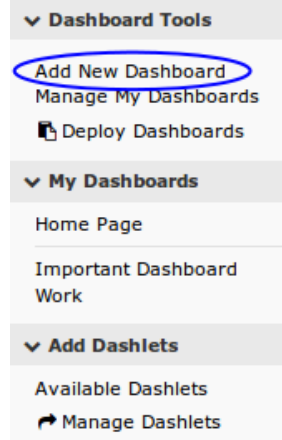 Dashboard Tools
Add New Dashboard
Manage My Dashboards
Deploy Dashboards
My Dashboards
Home Page
Important Dashboard
Work
Add Dashlets
Available Dashlets
Manage Dashlets